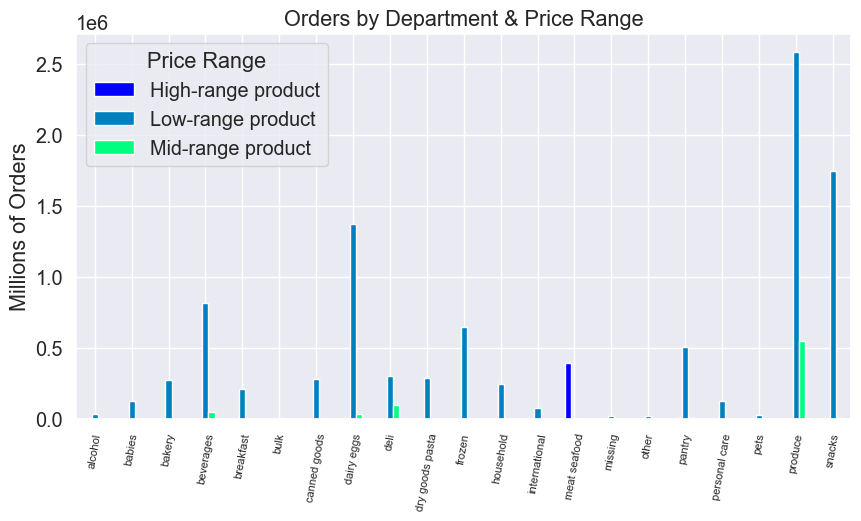 Orders by Department & Price Range
1e6
Price Range
High-range product
Low-range product
Mid-range product
Millions of Orders
2.5
2.0
1.5
1.0
0.5
0.0
alcohol
babies
bakery
beverages
breakfast
bulk
canned goods
dairy eggs
deli
dry goods pasta
frozen
household
international
meat seafood
missing
other
pantry
personal care
pets
produce
snacks